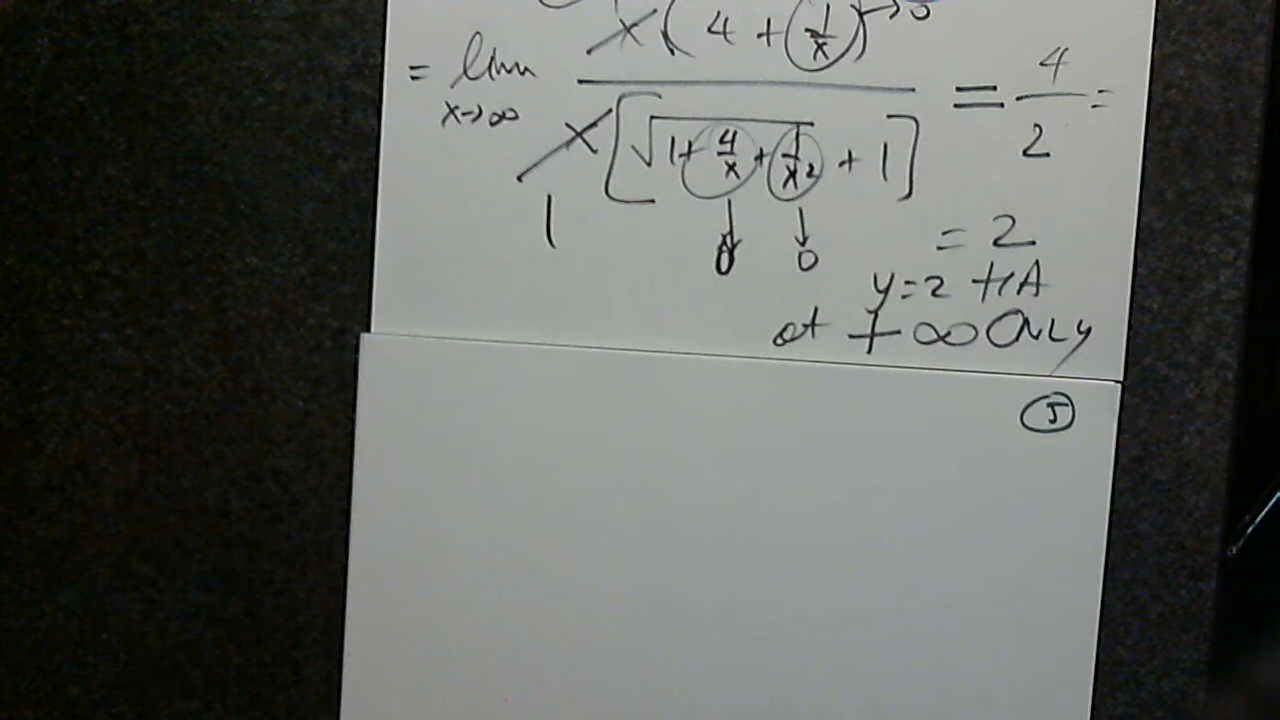 = lim x→∞ x(4 + (1/x))→0 / x[√(1 + 4/x + 1/x²) + 1] = 4/2 =
1 0 0
= 2
y=2 HA
at +∞ ONLY
5